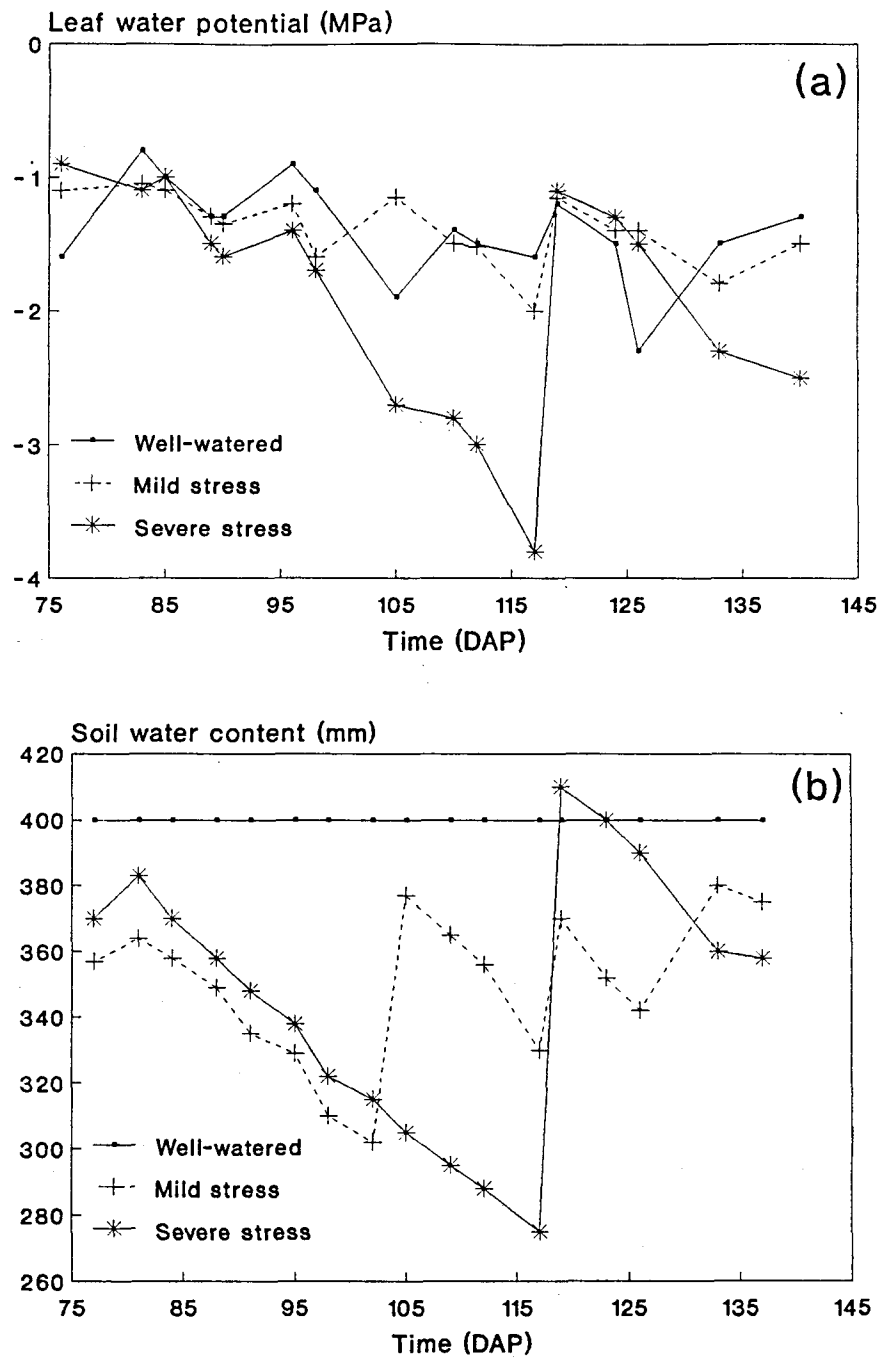 Leaf water potential (MPa)
0
(a)
-1
-2
-3
-4
Well-watered
Mild stress
Severe stress
75 85 95 105 115 125 135 145
Time (DAP)
Soil water content (mm)
420
(b)
400
380
360
340
320
300
280
260
Well-watered
Mild stress
Severe stress
75 85 95 105 115 125 135 145
Time (DAP)